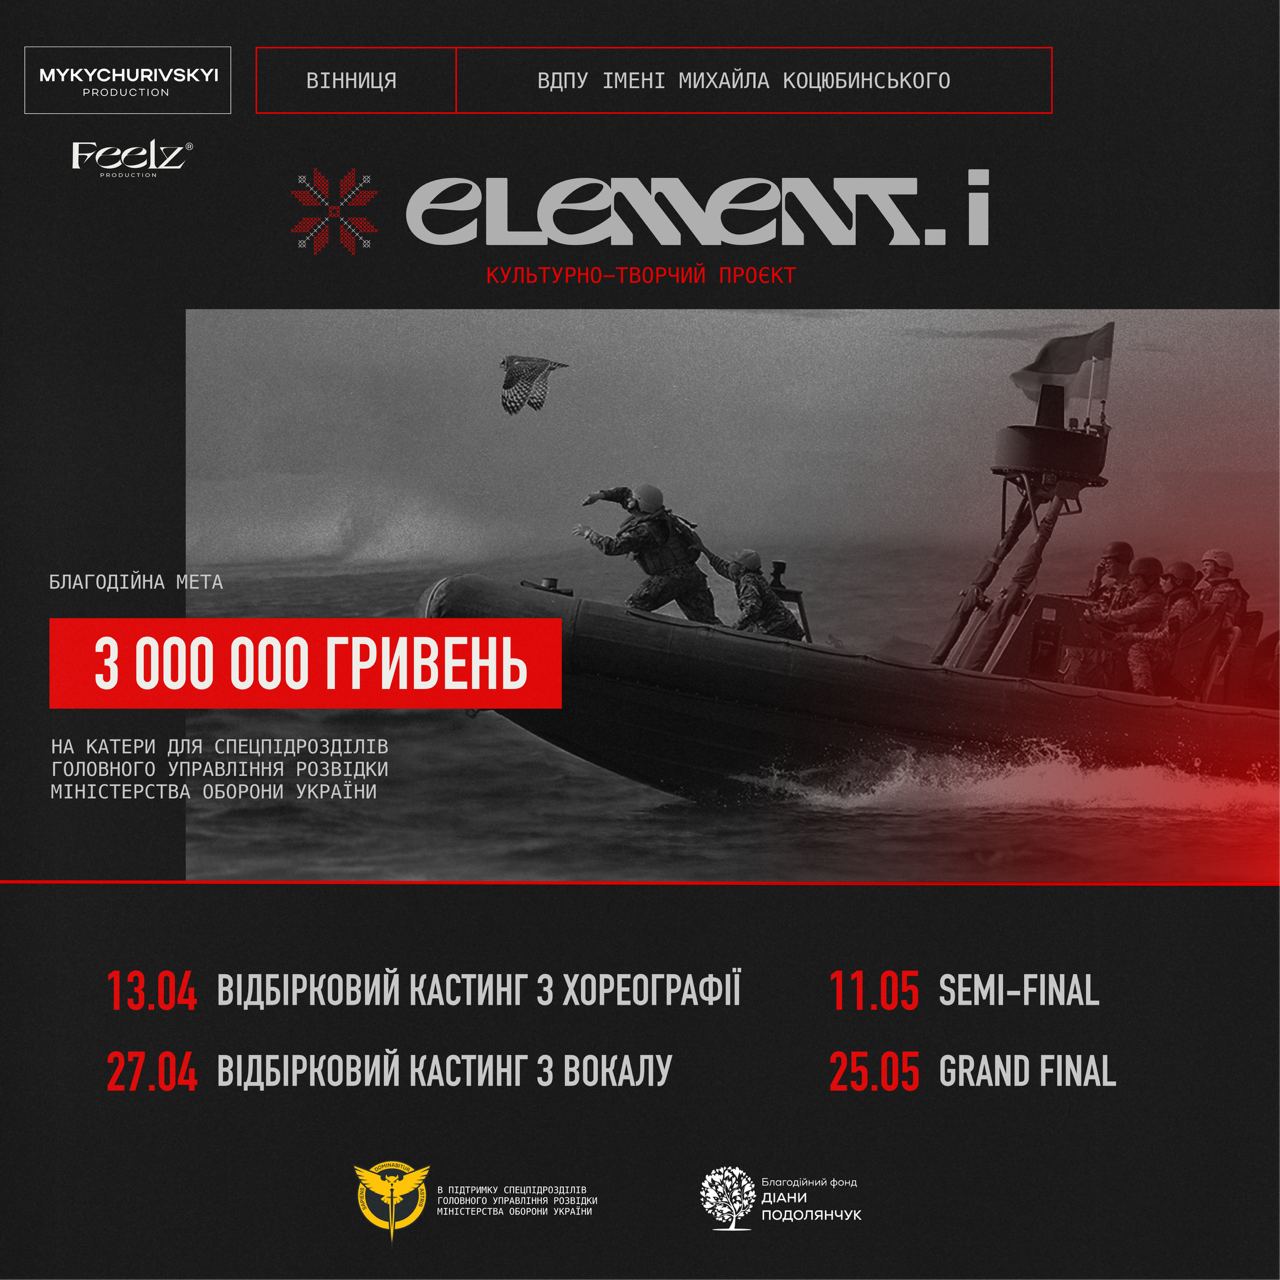 MYKYCHURIVSKYI
PRODUCTION
ВІННИЦЯ
ВДПУ ІМЕНІ МИХАЙЛА КОЦЮБИНСЬКОГО
Feelz®
PRODUCTION
element.i
КУЛЬТУРНО-ТВОРЧИЙ ПРОЄКТ
БЛАГОДІЙНА МЕТА
3 000 000 ГРИВЕНЬ
НА КАТЕРИ ДЛЯ СПЕЦПІДРОЗДІЛІВ
ГОЛОВНОГО УПРАВЛІННЯ РОЗВІДКИ
МІНІСТЕРСТВА ОБОРОНИ УКРАЇНИ
13.04 ВІДБІРКОВИЙ КАСТИНГ З ХОРЕОГРАФІЇ
27.04 ВІДБІРКОВИЙ КАСТИНГ З ВОКАЛУ
11.05 SEMI-FINAL
25.05 GRAND FINAL
SAPIENS DOMINABITUR ASTRIS
В ПІДТРИМКУ СПЕЦПІДРОЗДІЛІВ
ГОЛОВНОГО УПРАВЛІННЯ РОЗВІДКИ
МІНІСТЕРСТВА ОБОРОНИ УКРАЇНИ
Благодійний фонд
ДІАНИ
ПОДОЛЯНЧУК